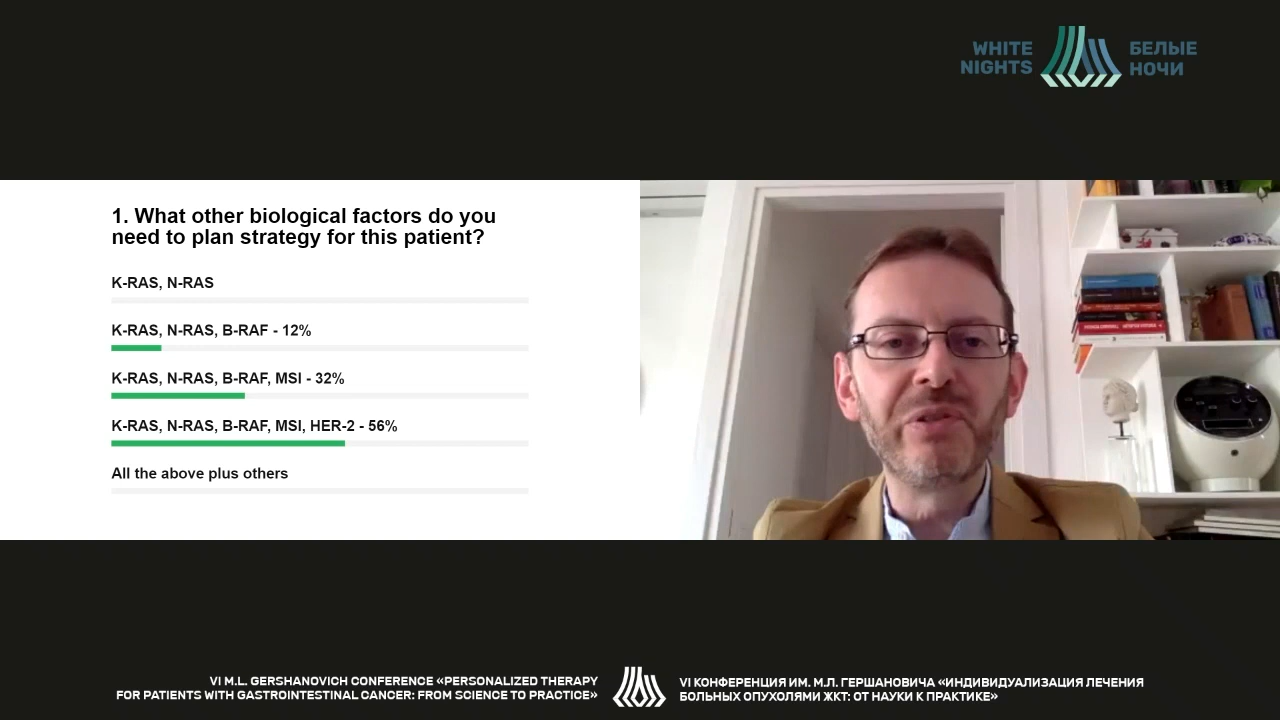 WHITE
NIGHTS
БЕЛЫЕ
НОЧИ
1. What other biological factors do you
need to plan strategy for this patient?
K-RAS, N-RAS
K-RAS, N-RAS, B-RAF - 12%
K-RAS, N-RAS, B-RAF, MSI - 32%
K-RAS, N-RAS, B-RAF, MSI, HER-2 - 56%
All the above plus others
VI M.L. GERSHANOVICH CONFERENCE «PERSONALIZED THERAPY
FOR PATIENTS WITH GASTROINTESTINAL CANCER: FROM SCIENCE TO PRACTICE»
VI КОНФЕРЕНЦИЯ ИМ. М.Л. ГЕРШАНОВИЧА «ИНДИВИДУАЛИЗАЦИЯ ЛЕЧЕНИЯ
БОЛЬНЫХ ОПУХОЛЯМИ ЖКТ: ОТ НАУКИ К ПРАКТИКЕ»